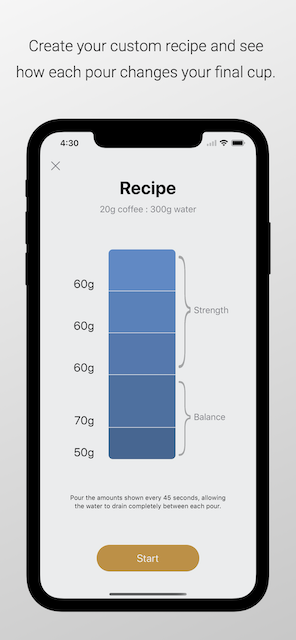 Create your custom recipe and see
how each pour changes your final cup.
4:30
Recipe
20g coffee : 300g water
60g
60g
Strength
60g
70g
Balance
50g
Pour the amounts shown every 45 seconds, allowing
the water to drain completely between each pour.
Start